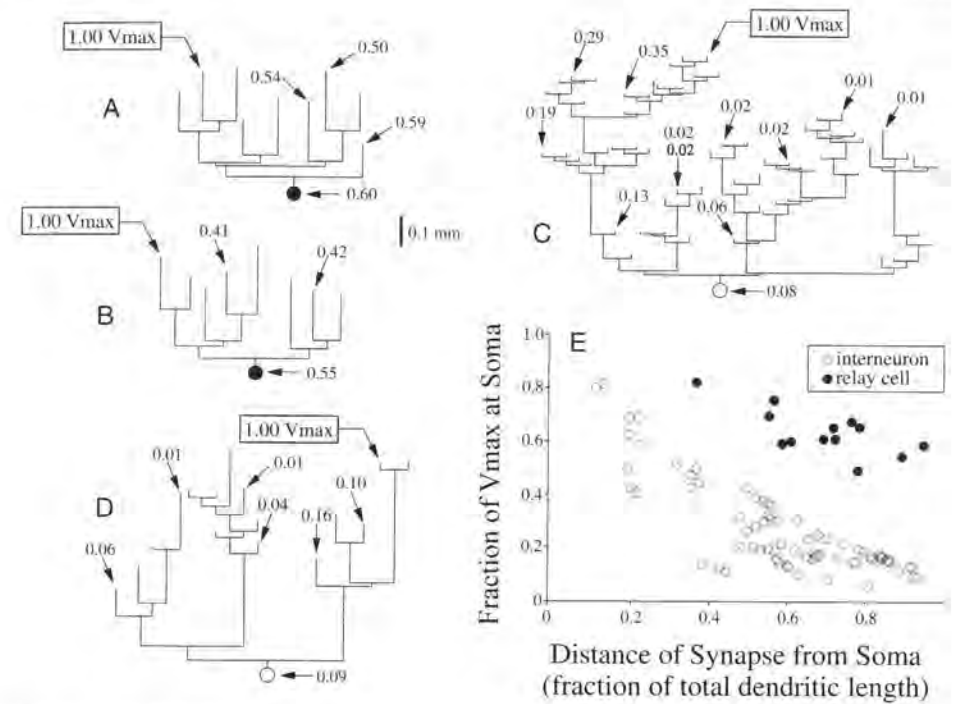 1.00 Vmax
0.50
0.54
A
0.59
0.60
1.00 Vmax
0.41
0.42
0.1 mm
B
0.55
1.00 Vmax
0.29
0.35
0.01
0.01
0.19
0.02
0.02
0.02
0.02
0.13
0.06
C
0.08
1.00 Vmax
0.01
0.01
0.10
D
0.04
0.16
0.06
0.09
E
interneuron
relay cell
Fraction of Vmax at Soma
1.0
0.8
0.6
0.4
0.2
0
0
0.2
0.4
0.6
0.8
Distance of Synapse from Soma
(fraction of total dendritic length)